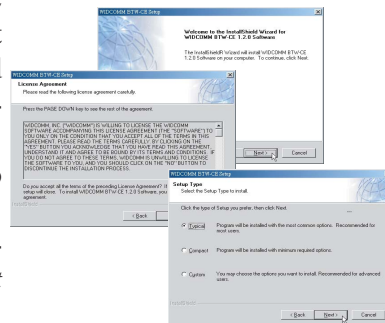 WIDCOMM BTW-CE Setup
Welcome to the InstallShield Wizard for
WIDCOMM BTW-CE 1.2.0 Software
The InstallShieldR Wizard will install WIDCOMM BTW-CE
1.2.0 Software on your computer. To continue, click Next.
Next >
Cancel
WIDCOMM BTW-CE Setup
License Agreement
Please read the following license agreement carefully.
Press the PAGE DOWN key to see the rest of the agreement.
WIDCOMM, INC. ("WIDCOMM") IS WILLING TO LICENSE THE WIDCOMM
SOFTWARE ACCOMPANYING THIS LICENSE AGREEMENT (THE "SOFTWARE") TO
YOU ONLY ON THE CONDITION THAT YOU ACCEPT ALL OF THE TERMS IN THIS
AGREEMENT. PLEASE READ THE TERMS CAREFULLY. BY CLICKING ON THE
"YES" BUTTON YOU ACKNOWLEDGE THAT YOU HAVE READ THIS AGREEMENT,
UNDERSTAND IT AND AGREE TO BE BOUND BY ITS TERMS AND CONDITIONS. IF
YOU DO NOT AGREE TO THESE TERMS, WIDCOMM IS UNWILLING TO LICENSE
THE SOFTWARE TO YOU, AND YOU SHOULD CLICK ON THE "NO" BUTTON TO
DISCONTINUE THE INSTALLATION PROCESS.
Do you accept all the terms of the preceding License Agreement? If
setup will close. To install WIDCOMM BTW-CE 1.2.0 Software, you
agreement.
InstallShield
< Back
WIDCOMM BTW-CE Setup
Setup Type
Select the Setup Type to install.
Click the type of Setup you prefer, then click Next.
Typical
Program will be installed with the most common options. Recommended for
most users.
Compact
Program will be installed with minimum required options.
Custom
You may choose the options you want to install. Recommended for advanced
users.
InstallShield
< Back
Next >
Cancel